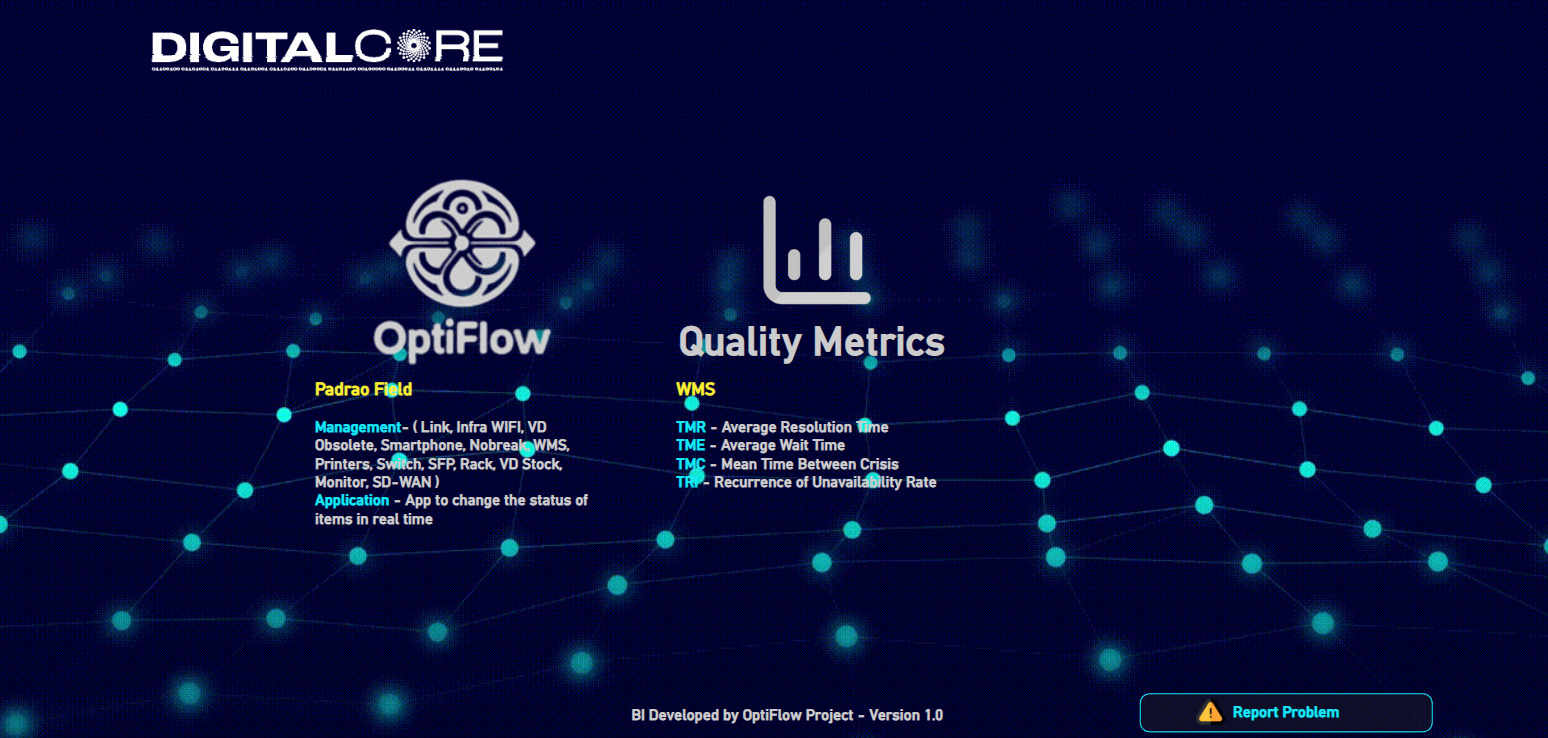 DIGITALCORE
OptiFlow
Padrao Field
Management- ( Link, Infra WIFI, VD
Obsolete, Smartphone, Nobreak, WMS,
Printers, Switch, SFP, Rack, VD Stock,
Monitor, SD-WAN )
Application - App to change the status of
items in real time
Quality Metrics
WMS
TMR - Average Resolution Time
TME - Average Wait Time
TMC - Mean Time Between Crisis
TRI - Recurrence of Unavailability Rate
BI Developed by OptiFlow Project - Version 1.0
Report Problem